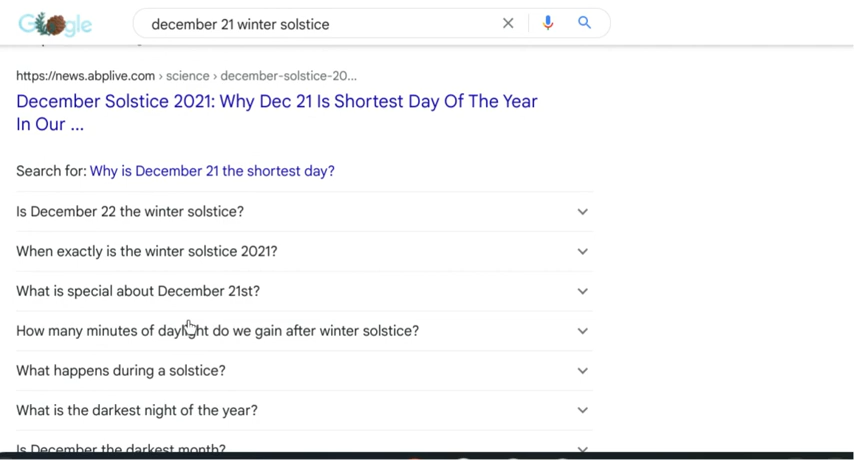 Google
december 21 winter solstice
https://news.abplive.com › science › december-solstice-20...
December Solstice 2021: Why Dec 21 Is Shortest Day Of The Year
In Our ...
Search for: Why is December 21 the shortest day?
Is December 22 the winter solstice?
When exactly is the winter solstice 2021?
What is special about December 21st?
How many minutes of daylight do we gain after winter solstice?
What happens during a solstice?
What is the darkest night of the year?
Is December the darkest month?